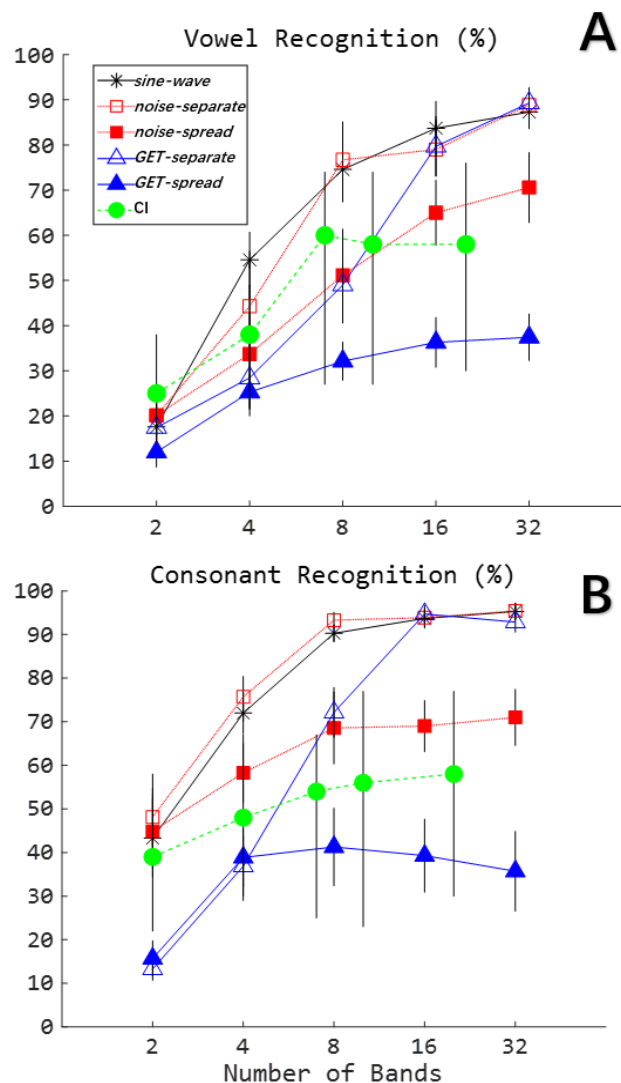 Vowel Recognition (%)
A
100
90
80
70
60
50
40
30
20
10
0
sine-wave
noise-separate
noise-spread
GET-separate
GET-spread
CI
2 4 8 16 32
Consonant Recognition (%)
B
100
90
80
70
60
50
40
30
20
10
0
2 4 8 16 32
Number of Bands